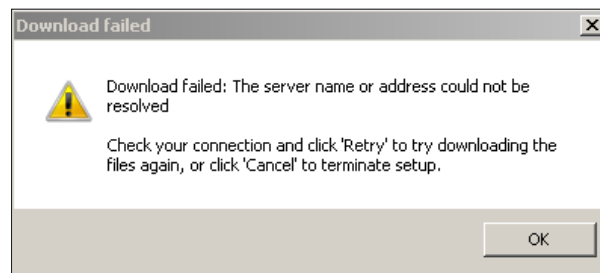 Download failed
Download failed: The server name or address could not be
resolved
Check your connection and click 'Retry' to try downloading the
files again, or click 'Cancel' to terminate setup.
OK